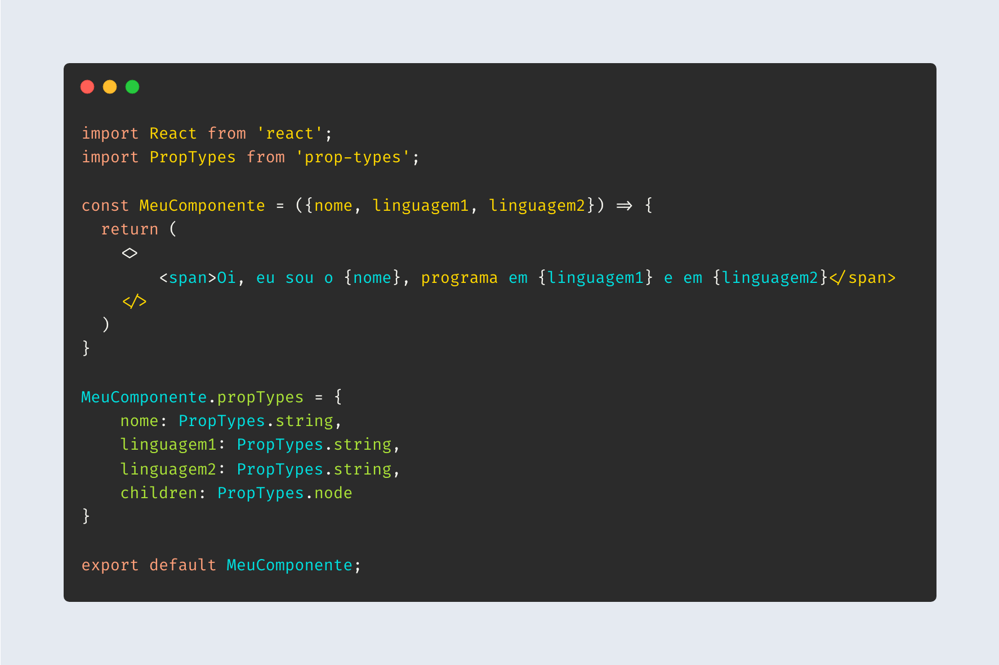 import React from 'react';
import PropTypes from 'prop-types';
const MeuComponente = ({nome, linguagem1, linguagem2}) => {
return (
<>
<span>Oi, eu sou o {nome}, programa em {linguagem1} e em {linguagem2}</span>
</>
)
}
MeuComponente.propTypes = {
nome: PropTypes.string,
linguagem1: PropTypes.string,
linguagem2: PropTypes.string,
children: PropTypes.node
}
export default MeuComponente;